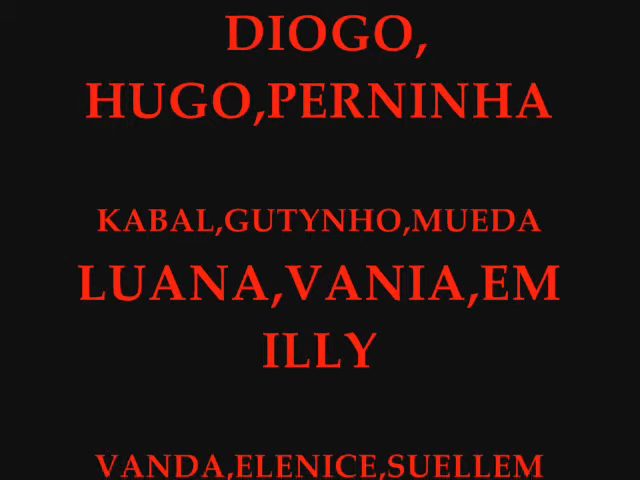 DIOGO,
HUGO,PERNINHA
KABAL,GUTYNHO,MUEDA
LUANA,VANIA,EM
ILLY
VANDA,ELENICE,SUELLEM